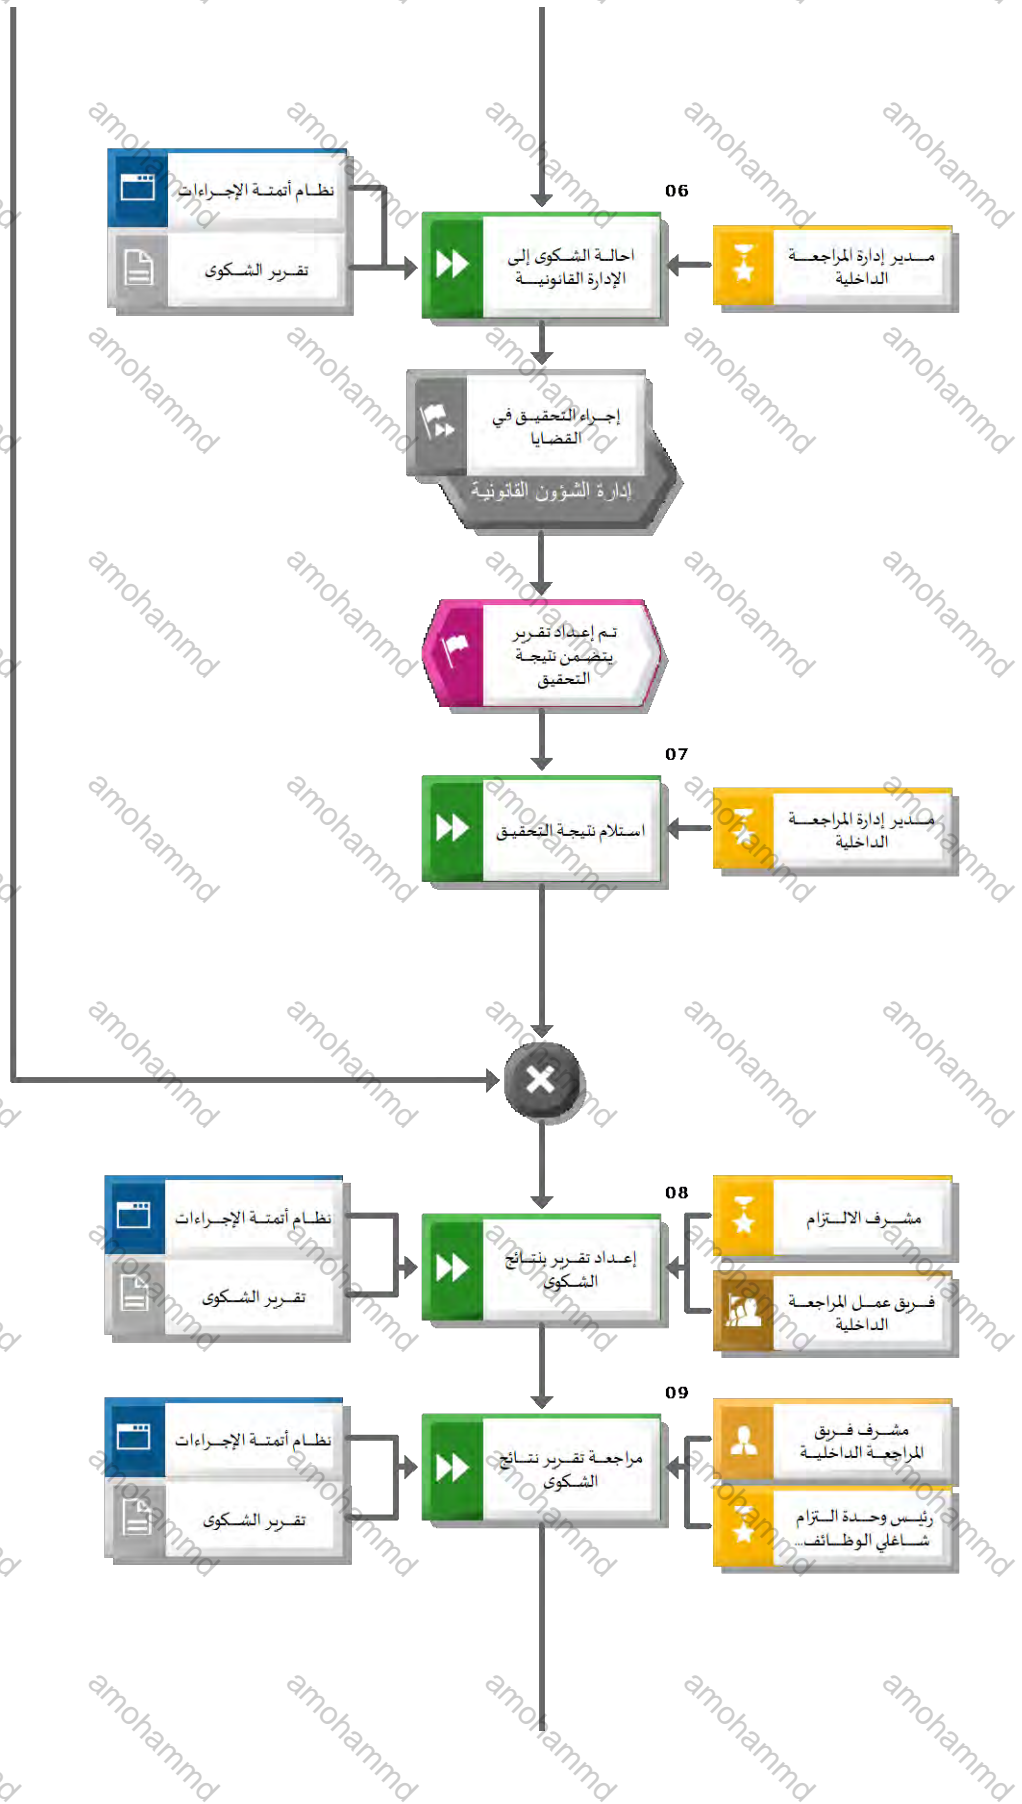 06
مدير إدارة المراجعة
الداخلية
احالة الشكوى إلى
الإدارة القانونية
نظام أتمتة الإجراءات
تقرير الشكوى
إجراء التحقيق في
القضايا
إدارة الشؤون القانونية
تم إعداد تقرير
يتضمن نتيجة
التحقيق
07
مدير إدارة المراجعة
الداخلية
استلام نتيجة التحقيق
08
مشرف الالتزام
فريق عمل المراجعة
الداخلية
إعداد تقرير بنتائج
الشكوى
نظام أتمتة الإجراءات
تقرير الشكوى
09
مشرف فريق
المراجعة الداخلية
رئيس وحدة التزام
شاغلي الوظائف...
مراجعة تقرير نتائج
الشكوى
نظام أتمتة الإجراءات
تقرير الشكوى
amohammd